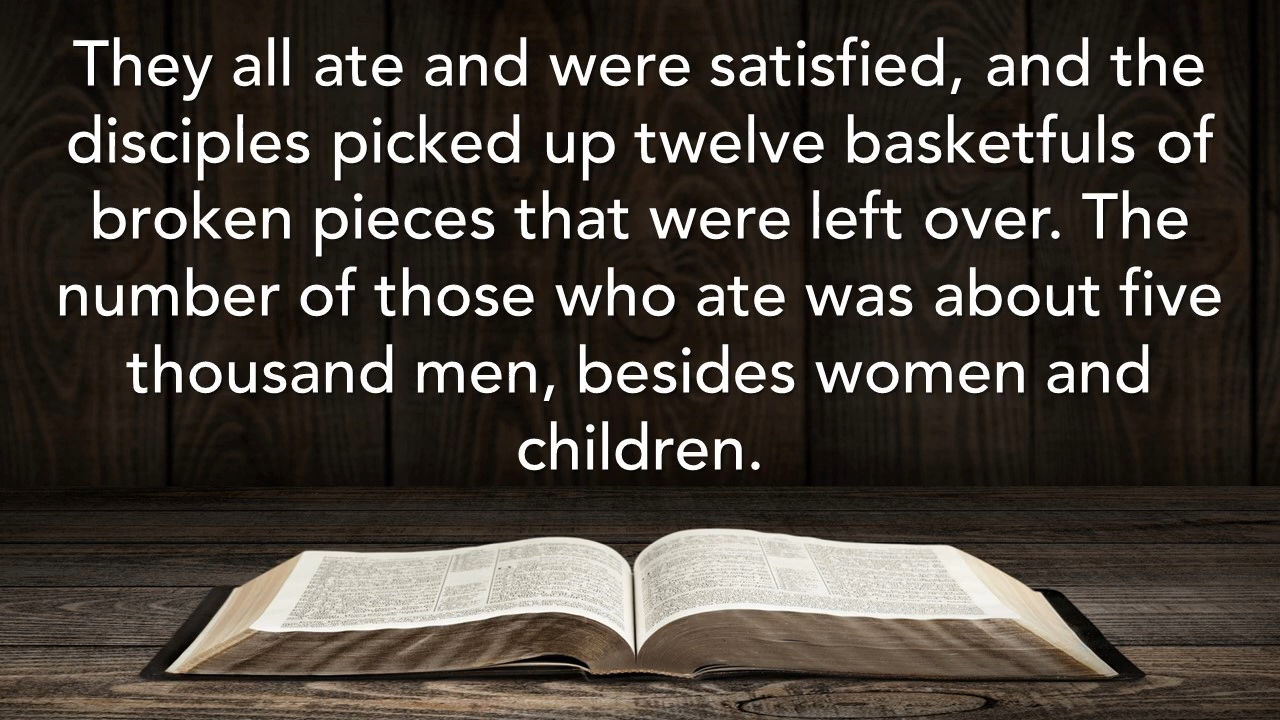 They all ate and were satisfied, and the
disciples picked up twelve basketfuls of
broken pieces that were left over. The
number of those who ate was about five
thousand men, besides women and
children.